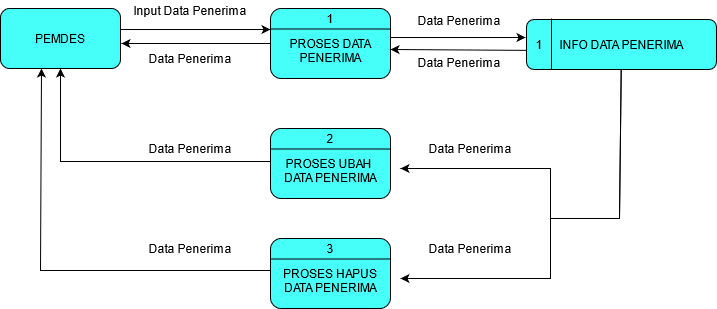 Input Data Penerima
PEMDES
Data Penerima
1
PROSES DATA
PENERIMA
Data Penerima
Data Penerima
1
INFO DATA PENERIMA
Data Penerima
2
PROSES UBAH
DATA PENERIMA
Data Penerima
Data Penerima
3
PROSES HAPUS
DATA PENERIMA
Data Penerima